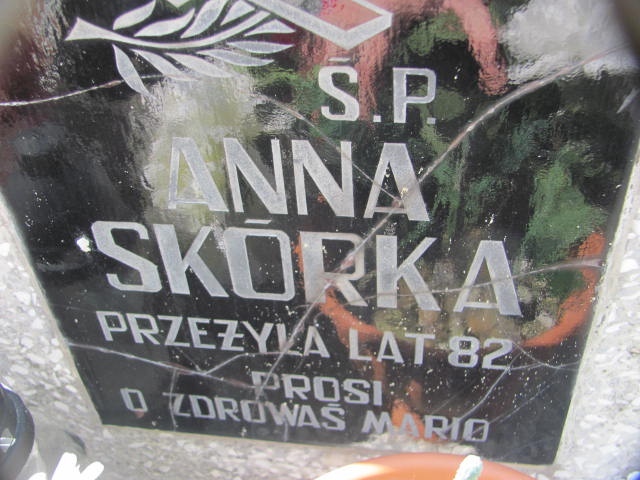 Ś.P.
ANNA
SKÓRKA
PRZEŻYŁA LAT 82
PROSI
O ZDROWAŚ MARIO